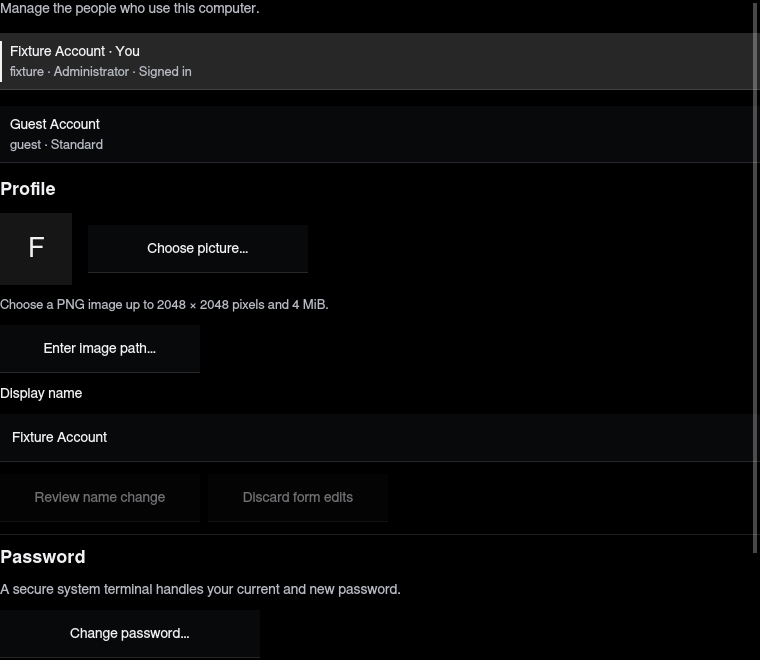 Manage the people who use this computer.
Fixture Account · You
fixture · Administrator · Signed in
Guest Account
guest · Standard
Profile
F
Choose picture...
Choose a PNG image up to 2048 × 2048 pixels and 4 MiB.
Enter image path...
Display name
Fixture Account
Review name change
Discard form edits
Password
A secure system terminal handles your current and new password.
Change password...